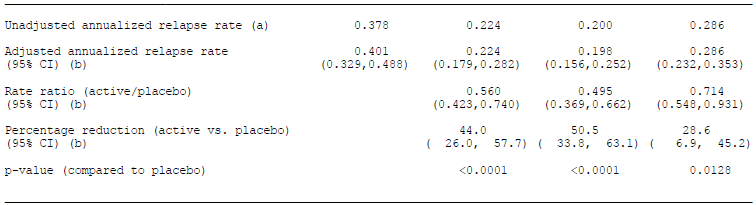 Unadjusted annualized relapse rate (a) 0.378 0.224 0.200 0.286
Adjusted annualized relapse rate 0.401 0.224 0.198 0.286
(95% CI) (b) (0.329,0.488) (0.179,0.282) (0.156,0.252) (0.232,0.353)
Rate ratio (active/placebo) 0.560 0.495 0.714
(95% CI) (b) (0.423,0.740) (0.369,0.662) (0.548,0.931)
Percentage reduction (active vs. placebo) 44.0 50.5 28.6
(95% CI) (b) ( 26.0, 57.7) ( 33.8, 63.1) ( 6.9, 45.2)
p-value (compared to placebo) <0.0001 <0.0001 0.0128